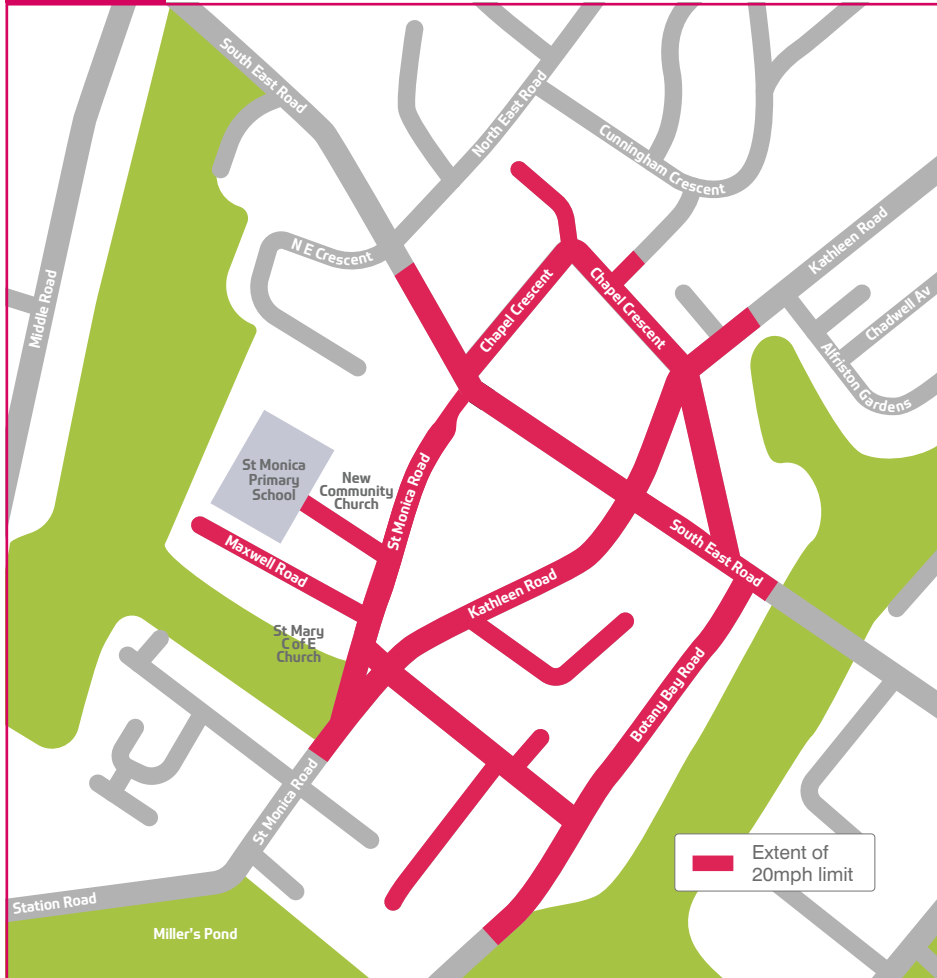 South East Road
North East Road
Cunningham Crescent
N E Crescent
Middle Road
Kathleen Road
Chapel Crescent
Chapel Crescent
Chadwell Av
Alfriston Gardens
St Monica
Primary
School
New
Community
Church
St Monica Road
Maxwell Road
South East Road
Kathleen Road
St Mary
C of E
Church
Botany Bay Road
St Monica Road
Extent of
20mph limit
Station Road
Miller's Pond